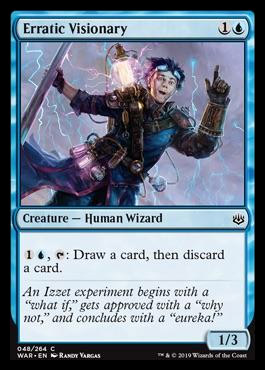 Erratic Visionary 1
Creature — Human Wizard
1 : Draw a card, then discard
a card.
An Izzet experiment begins with a
“what if,” gets approved with a “why
not,” and concludes with a “eureka!”
1/3
048/264 C
WAR • EN Randy Vargas
™ & © 2019 Wizards of the Coast